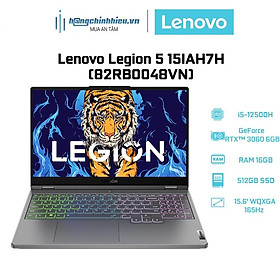 hàngchínhhiệu.vn
MUA AN TÂM
Lenovo
Lenovo Legion 5 15IAH7H
(82RB0048VN)
LEGION
i5-12500H
GeForce
RTX™ 3060 6GB
RAM 16GB
512GB SSD
15.6' WQXGA
165Hz